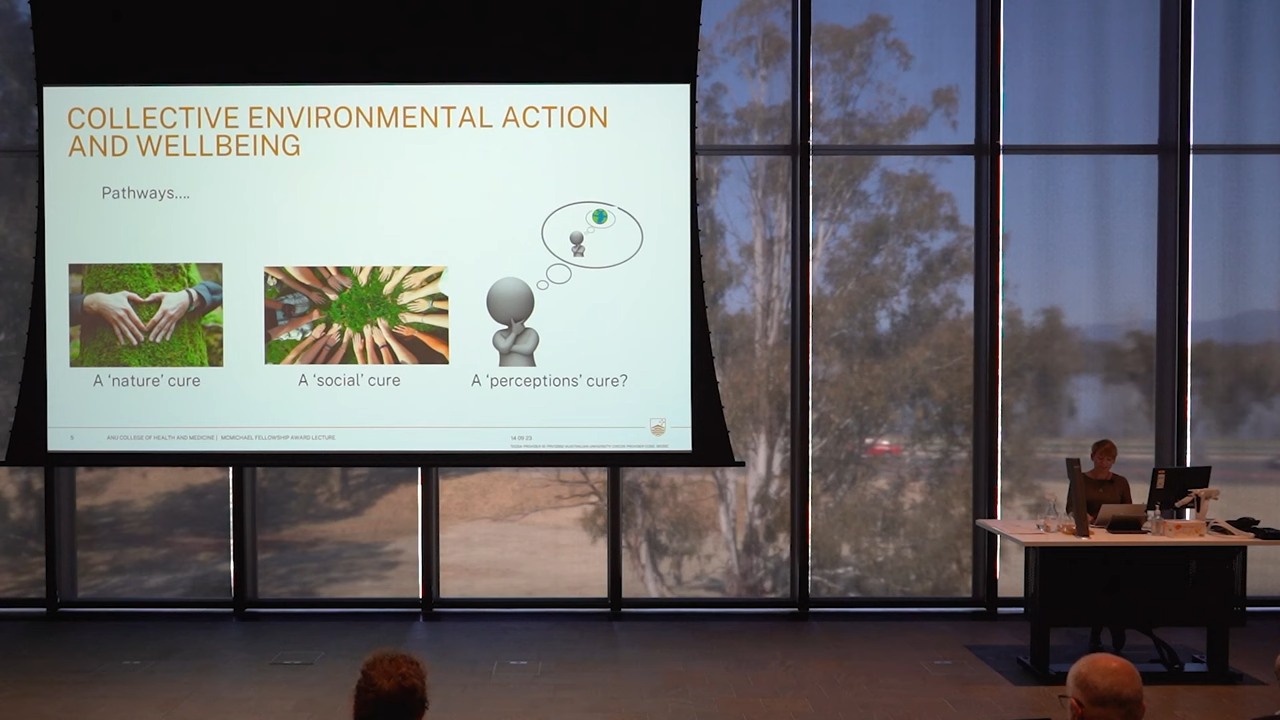 COLLECTIVE ENVIRONMENTAL ACTION
AND WELLBEING
Pathways....
A ‘nature’ cure
A ‘social’ cure
A ‘perceptions’ cure?
5
ANU COLLEGE OF HEALTH AND MEDICINE | MCMICHAEL FELLOWSHIP AWARD LECTURE
14.09.23